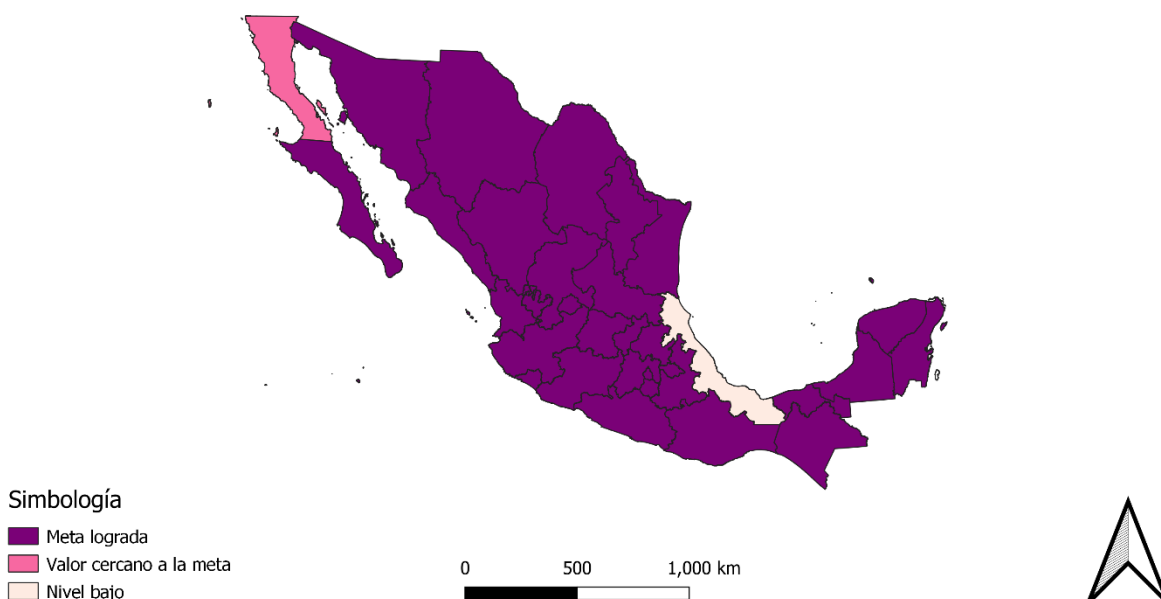 Simbología
Meta lograda
Valor cercano a la meta
Nivel bajo
0 500 1,000 km